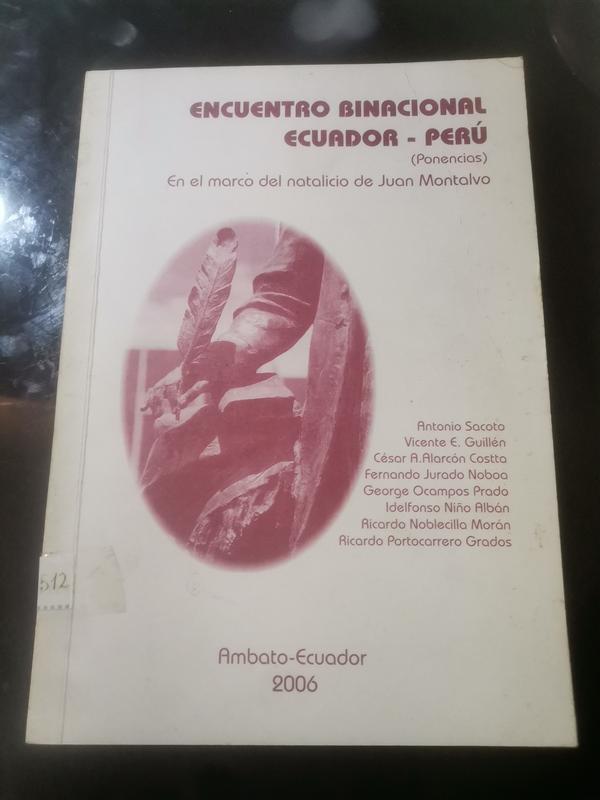 ENCUENTRO BINACIONAL
ECUADOR - PERÚ
(Ponencias)
En el marco del natalicio de Juan Montalvo
Antonio Sacoto
Vicente E. Guillén
César A.Alarcón Costta
Fernando Jurado Noboa
George Ocampos Prado
Idelfonso Niño Albán
Ricardo Noblecilla Morán
Ricardo Portocarrero Grados
512
Ambato-Ecuador
2006